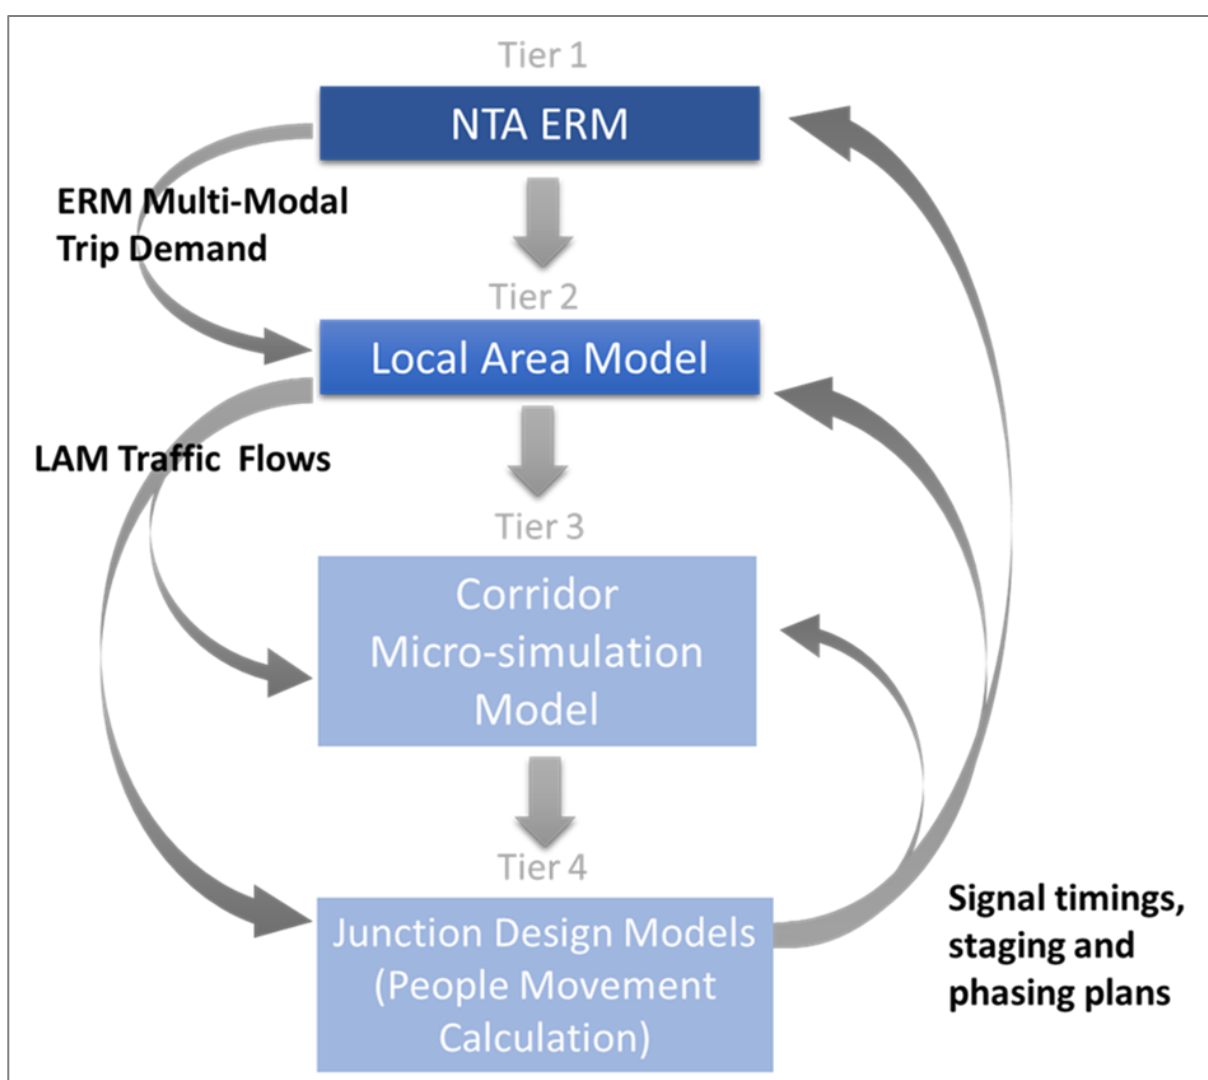 Tier 1
NTA ERM
ERM Multi-Modal
Trip Demand
Tier 2
Local Area Model
LAM Traffic  Flows
Tier 3
Corridor
Micro-simulation
Model
Tier 4
Junction Design Models
(People Movement
Calculation)
Signal timings,
staging and
phasing plans